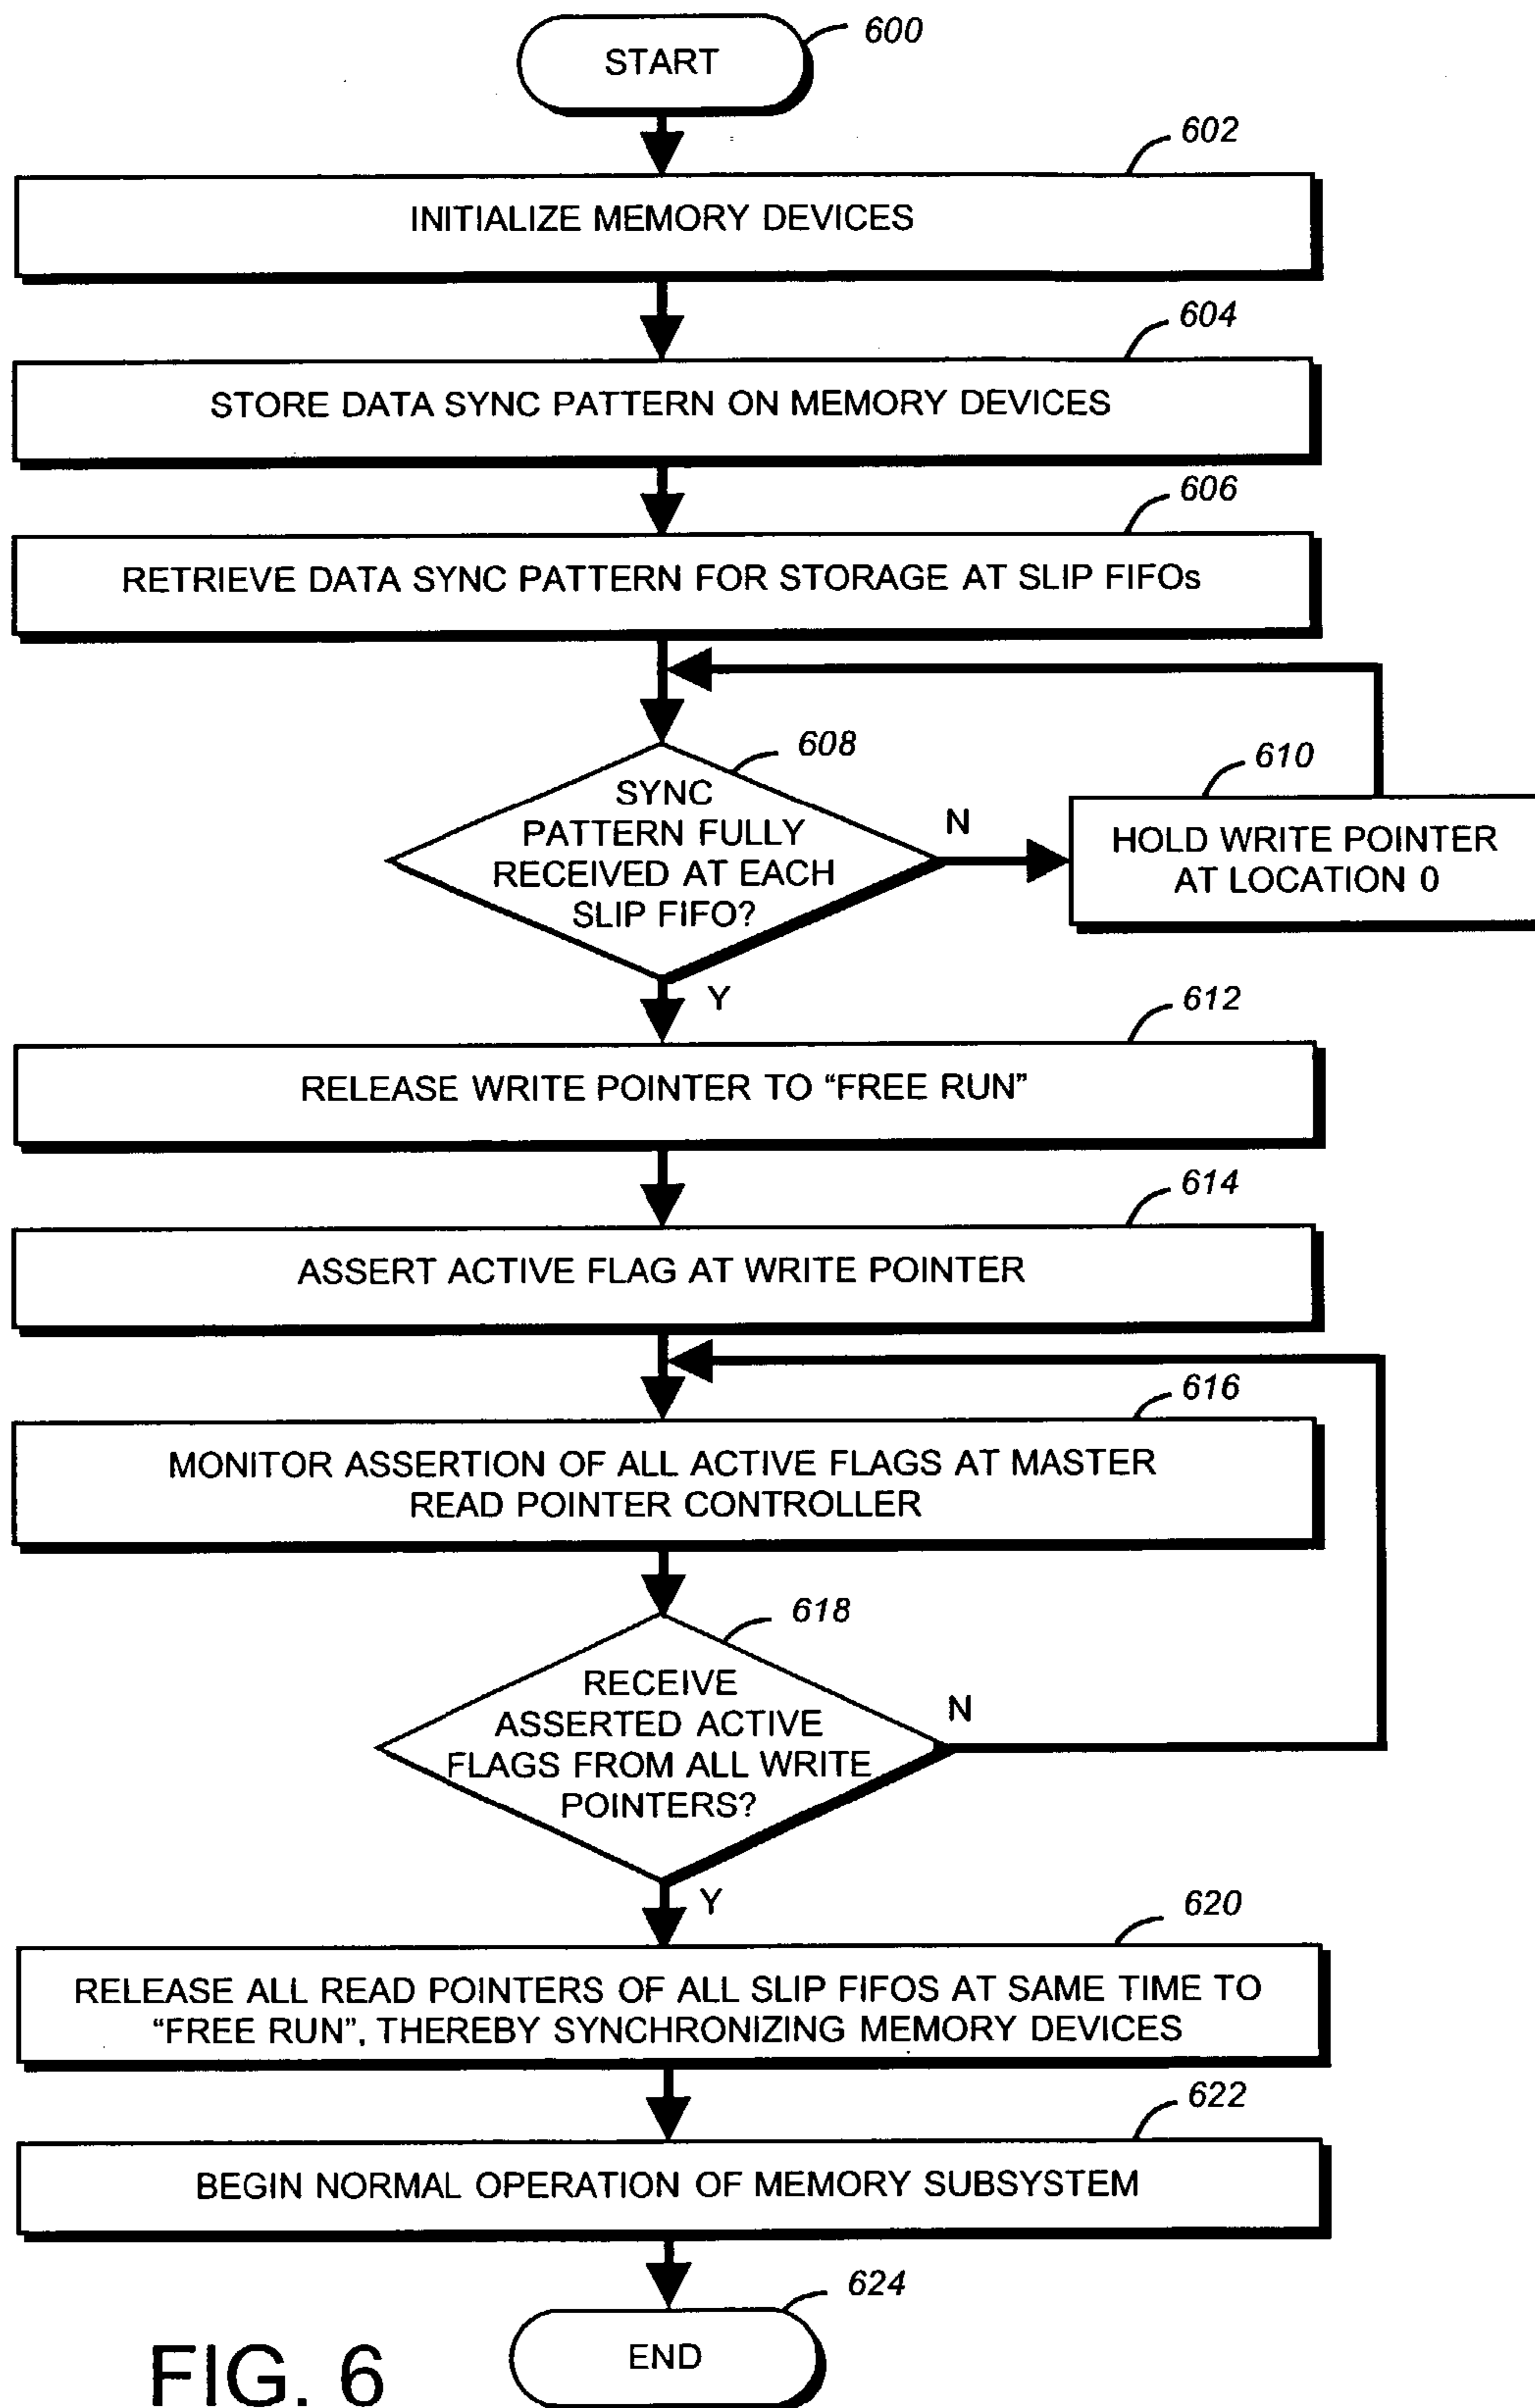 600
START
602
INITIALIZE MEMORY DEVICES
604
STORE DATA SYNC PATTERN ON MEMORY DEVICES
606
RETRIEVE DATA SYNC PATTERN FOR STORAGE AT SLIP FIFOs
608
SYNC
PATTERN FULLY
RECEIVED AT EACH
SLIP FIFO?
N
610
HOLD WRITE POINTER
AT LOCATION 0
Y
612
RELEASE WRITE POINTER TO “FREE RUN”
614
ASSERT ACTIVE FLAG AT WRITE POINTER
616
MONITOR ASSERTION OF ALL ACTIVE FLAGS AT MASTER
READ POINTER CONTROLLER
618
RECEIVE
ASSERTED ACTIVE
FLAGS FROM ALL WRITE
POINTERS?
N
Y
620
RELEASE ALL READ POINTERS OF ALL SLIP FIFOS AT SAME TIME TO
“FREE RUN”, THEREBY SYNCHRONIZING MEMORY DEVICES
622
BEGIN NORMAL OPERATION OF MEMORY SUBSYSTEM
624
END
FIG. 6